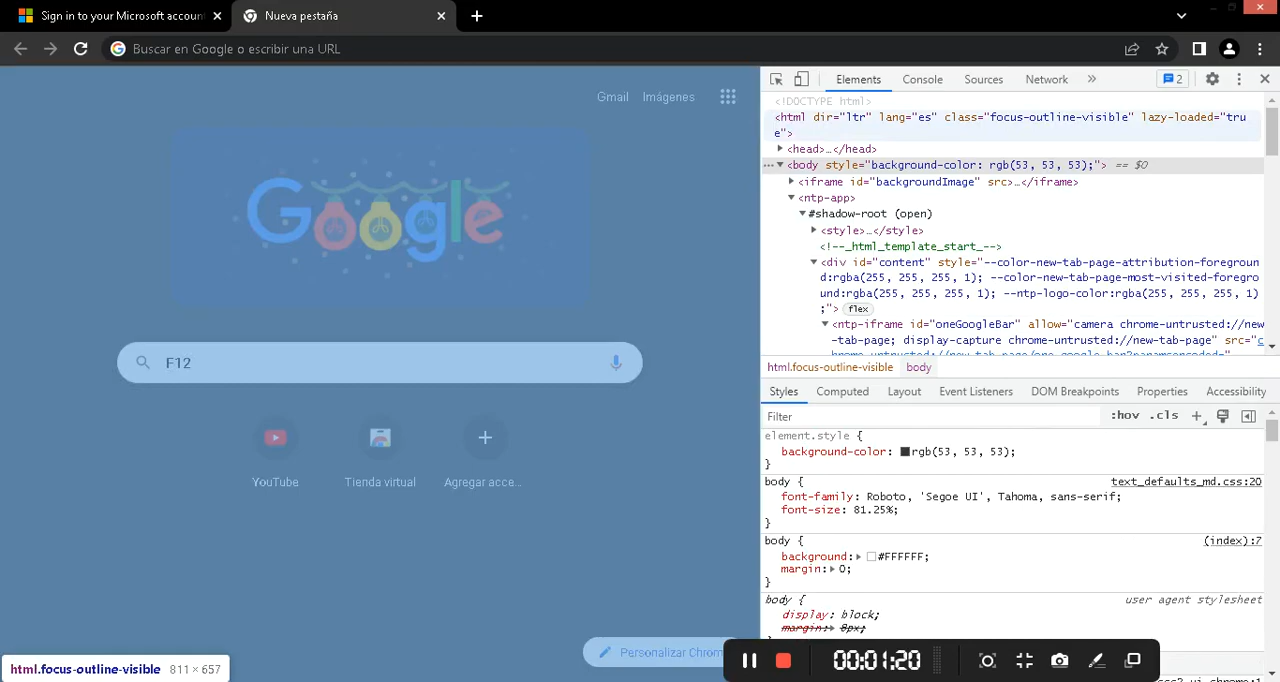 Sign in to your Microsoft account
Nueva pestaña
Buscar en Google o escribir una URL
Gmail
Imágenes
Google
F12
YouTube
Tienda virtual
Agregar acce...
Personalizar Chrom
html.focus-outline-visible 811 × 657
Elements
Console
Sources
Network
2
<!DOCTYPE html>
<html dir="ltr" lang="es" class="focus-outline-visible" lazy-loaded="tru
e">
<head>…</head>
<body style="background-color: rgb(53, 53, 53);"> == $0
<iframe id="backgroundImage" src>…</iframe>
<ntp-app>
#shadow-root (open)
<style>…</style>
<!--_html_template_start_-->
<div id="content" style="--color-new-tab-page-attribution-foregroun
d:rgba(255, 255, 255, 1); --color-new-tab-page-most-visited-foregro
und:rgba(255, 255, 255, 1); --ntp-logo-color:rgba(255, 255, 255, 1)
;"> flex
<ntp-iframe id="oneGoogleBar" allow="camera chrome-untrusted://new
-tab-page; display-capture chrome-untrusted://new-tab-page" src="c
html.focus-outline-visible
body
Styles
Computed
Layout
Event Listeners
DOM Breakpoints
Properties
Accessibility
Filter
:hov .cls
element.style {
background-color: rgb(53, 53, 53);
}
body {
text_defaults_md.css:20
font-family: Roboto, 'Segoe UI', Tahoma, sans-serif;
font-size: 81.25%;
}
body {
(index):7
background: #FFFFFF;
margin: 0;
}
body {
user agent stylesheet
display: block;
margin: 8px;
00:01:20